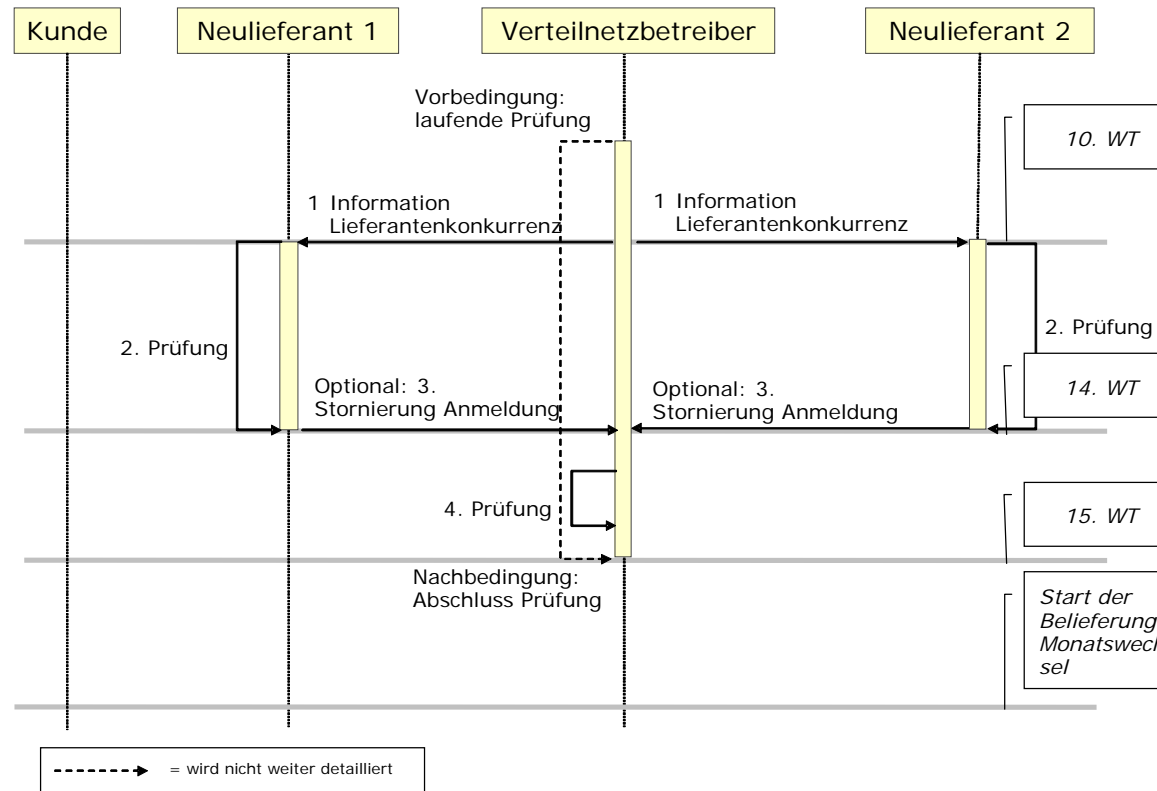 Kunde
Neulieferant 1
Verteilnetzbetreiber
Neulieferant 2
Vorbedingung:
laufende Prüfung
10. WT
1 Information
Lieferantenkonkurrenz
1 Information
Lieferantenkonkurrenz
2. Prüfung
2. Prüfung
Optional: 3.
Stornierung Anmeldung
Optional: 3.
Stornierung Anmeldung
14. WT
4. Prüfung
15. WT
Nachbedingung:
Abschluss Prüfung
Start der
Belieferung
Monatswech
sel
= wird nicht weiter detailliert